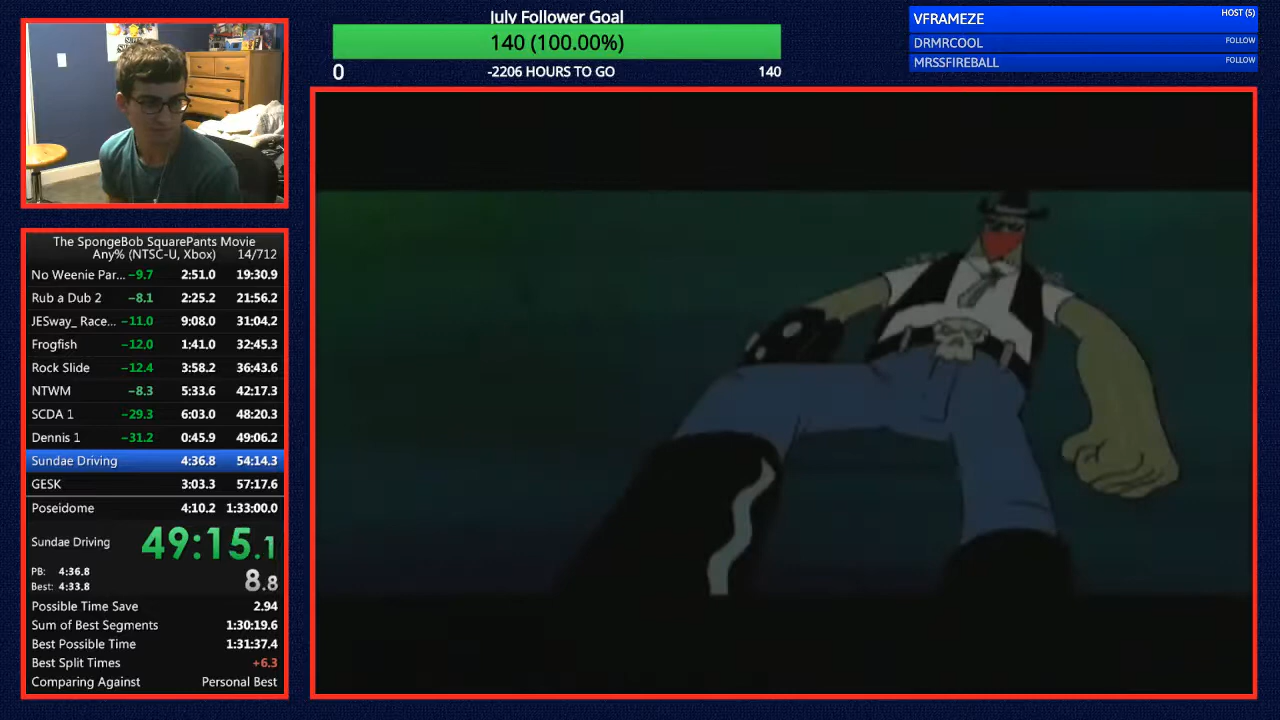 July Follower Goal
140 (100.00%)
0
-2206 HOURS TO GO
140
VFRAMEZE
HOST (5)
DRMRCOOL
FOLLOW
MRSSFIREBALL
FOLLOW
The SpongeBob SquarePants Movie
Any% (NTSC-U, Xbox) 14/712
No Weenie Par... −9.7 2:51.0 19:30.9
Rub a Dub 2 −8.1 2:25.2 21:56.2
JESway_ Race... −11.0 9:08.0 31:04.2
Frogfish −12.0 1:41.0 32:45.3
Rock Slide −12.4 3:58.2 36:43.6
NTWM −8.3 5:33.6 42:17.3
SCDA 1 −29.3 6:03.0 48:20.3
Dennis 1 −31.2 0:45.9 49:06.2
Sundae Driving 4:36.8 54:14.3
GESK 3:03.3 57:17.6
Poseidome 4:10.2 1:33:00.0
Sundae Driving 49:15.1
PB: 4:36.8
Best: 4:33.8
8.8
Possible Time Save 2.94
Sum of Best Segments 1:30:19.6
Best Possible Time 1:31:37.4
Best Split Times +6.3
Comparing Against Personal Best